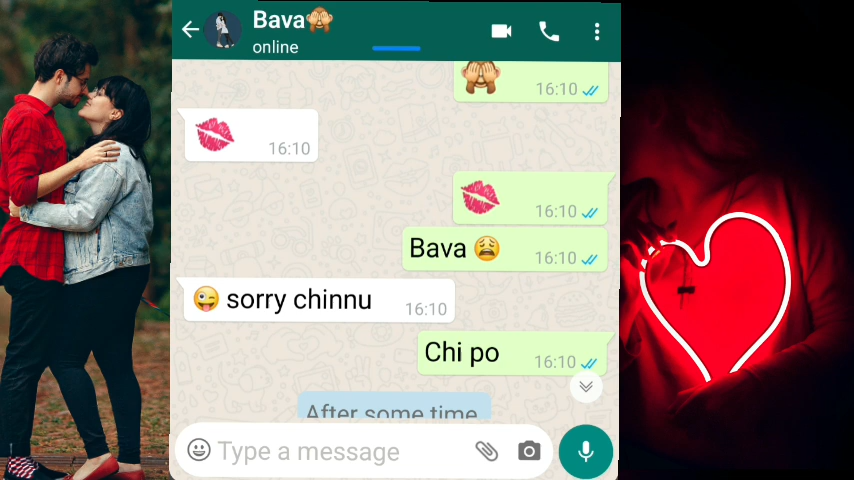 Bava🙈
online
🙈
16:10
💋
16:10
💋
16:10
Bava 😩
16:10
😜 sorry chinnu
16:10
Chi po
16:10
After some time
Type a message